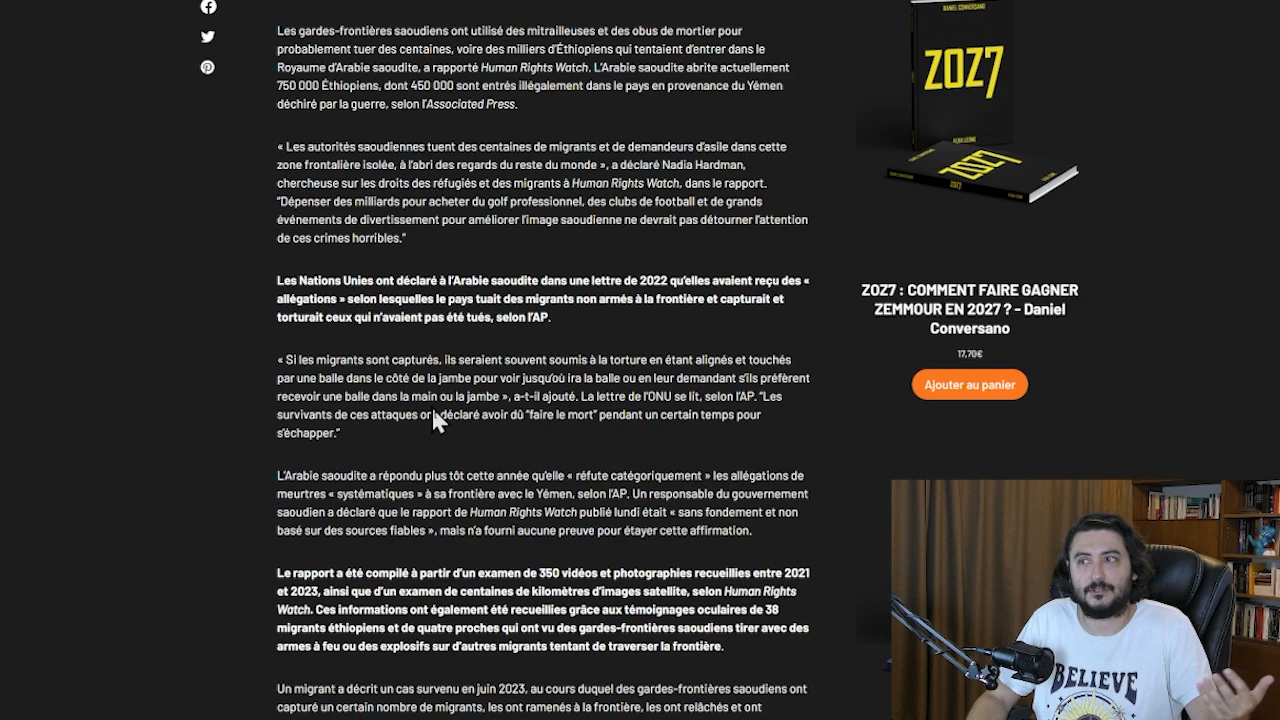 Les gardes-frontières saoudiens ont utilisé des mitrailleuses et des obus de mortier pour
probablement tuer des centaines, voire des milliers d'Éthiopiens qui tentaient d'entrer dans le
Royaume d'Arabie saoudite, a rapporté Human Rights Watch. L'Arabie saoudite abrite actuellement
750 000 Éthiopiens, dont 450 000 sont entrés illégalement dans le pays en provenance du Yémen
déchiré par la guerre, selon l'Associated Press.
« Les autorités saoudiennes tuent des centaines de migrants et de demandeurs d'asile dans cette
zone frontalière isolée, à l'abri des regards du reste du monde », a déclaré Nadia Hardman,
chercheuse sur les droits des réfugiés et des migrants à Human Rights Watch, dans le rapport.
"Dépenser des milliards pour acheter du golf professionnel, des clubs de football et de grands
événements de divertissement pour améliorer l'image saoudienne ne devrait pas détourner l'attention
de ces crimes horribles."
Les Nations Unies ont déclaré à l'Arabie saoudite dans une lettre de 2022 qu'elles avaient reçu des «
allégations » selon lesquelles le pays tuait des migrants non armés à la frontière et capturait et
torturait ceux qui n'avaient pas été tués, selon l'AP.
« Si les migrants sont capturés, ils seraient souvent soumis à la torture en étant alignés et touchés
par une balle dans le côté de la jambe pour voir jusqu'où ira la balle ou en leur demandant s'ils préfèrent
recevoir une balle dans la main ou la jambe », a-t-il ajouté. La lettre de l'ONU se lit, selon l'AP. "Les
survivants de ces attaques déclaré avoir dû "faire le mort" pendant un certain temps pour
s'échapper."
L'Arabie saoudite a répondu plus tôt cette année qu'elle « réfute catégoriquement » les allégations de
meurtres « systématiques » à sa frontière avec le Yémen, selon l'AP. Un responsable du gouvernement
saoudien a déclaré que le rapport de Human Rights Watch publié lundi était « sans fondement et non
basé sur des sources fiables », mais n'a fourni aucune preuve pour étayer cette affirmation.
Le rapport a été compilé à partir d'un examen de 350 vidéos et photographies recueillies entre 2021
et 2023, ainsi que d'un examen de centaines de kilomètres d'images satellite, selon Human Rights
Watch. Ces informations ont également été recueillies grâce aux témoignages oculaires de 38
migrants éthiopiens et de quatre proches qui ont vu des gardes-frontières saoudiens tirer avec des
armes à feu ou des explosifs sur d'autres migrants tentant de traverser la frontière.
Un migrant a décrit un cas survenu en juin 2023, au cours duquel des gardes-frontières saoudiens ont
capturé un certain nombre de migrants, les ont ramenés à la frontière, les ont relâchés et ont
DANIEL CONVERSANO
ZOZ7
ALBA LEONE
ZOZ7
ZOZ7
ZOZ7 : COMMENT FAIRE GAGNER
ZEMMOUR EN 2027 ? - Daniel
Conversano
17,70€
Ajouter au panier
BELIEVE